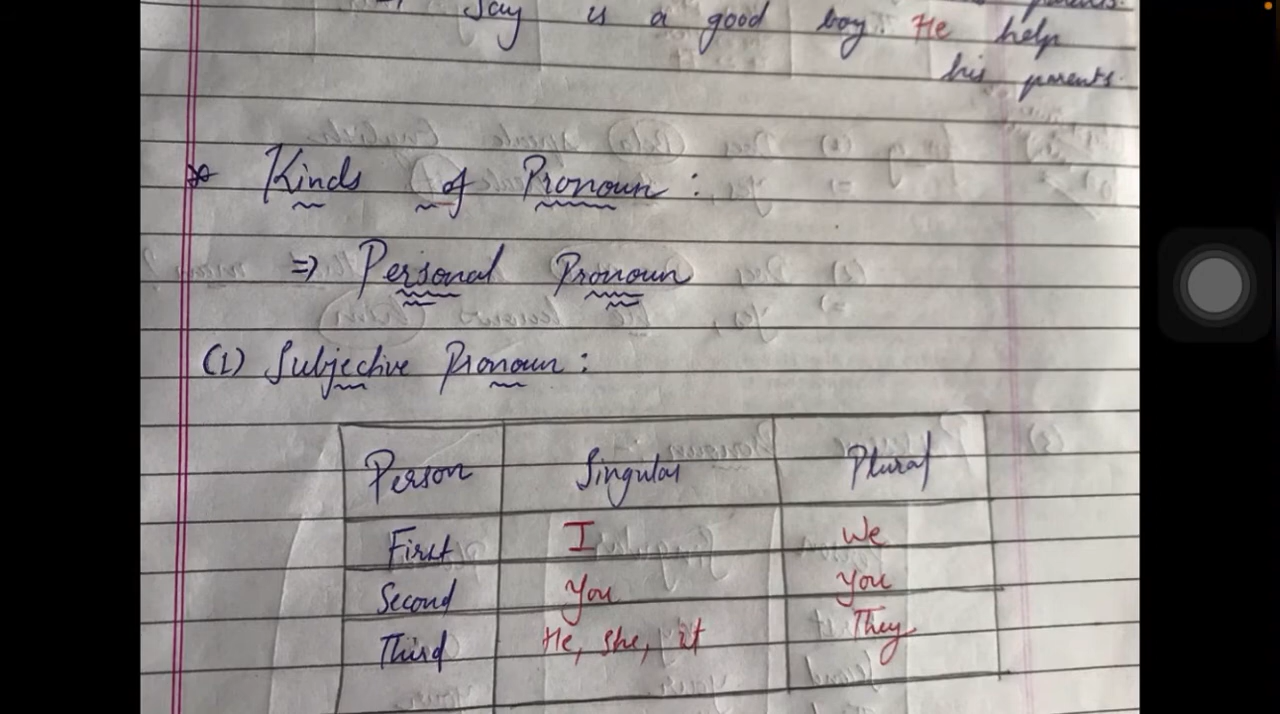 Jay is a good boy. He help
his parents.
* Kinds of Pronoun :
=> Personal Pronoun
(1) Subjective Pronoun :
Person Singular Plural
First I We
Second You You
Third He, She, it They